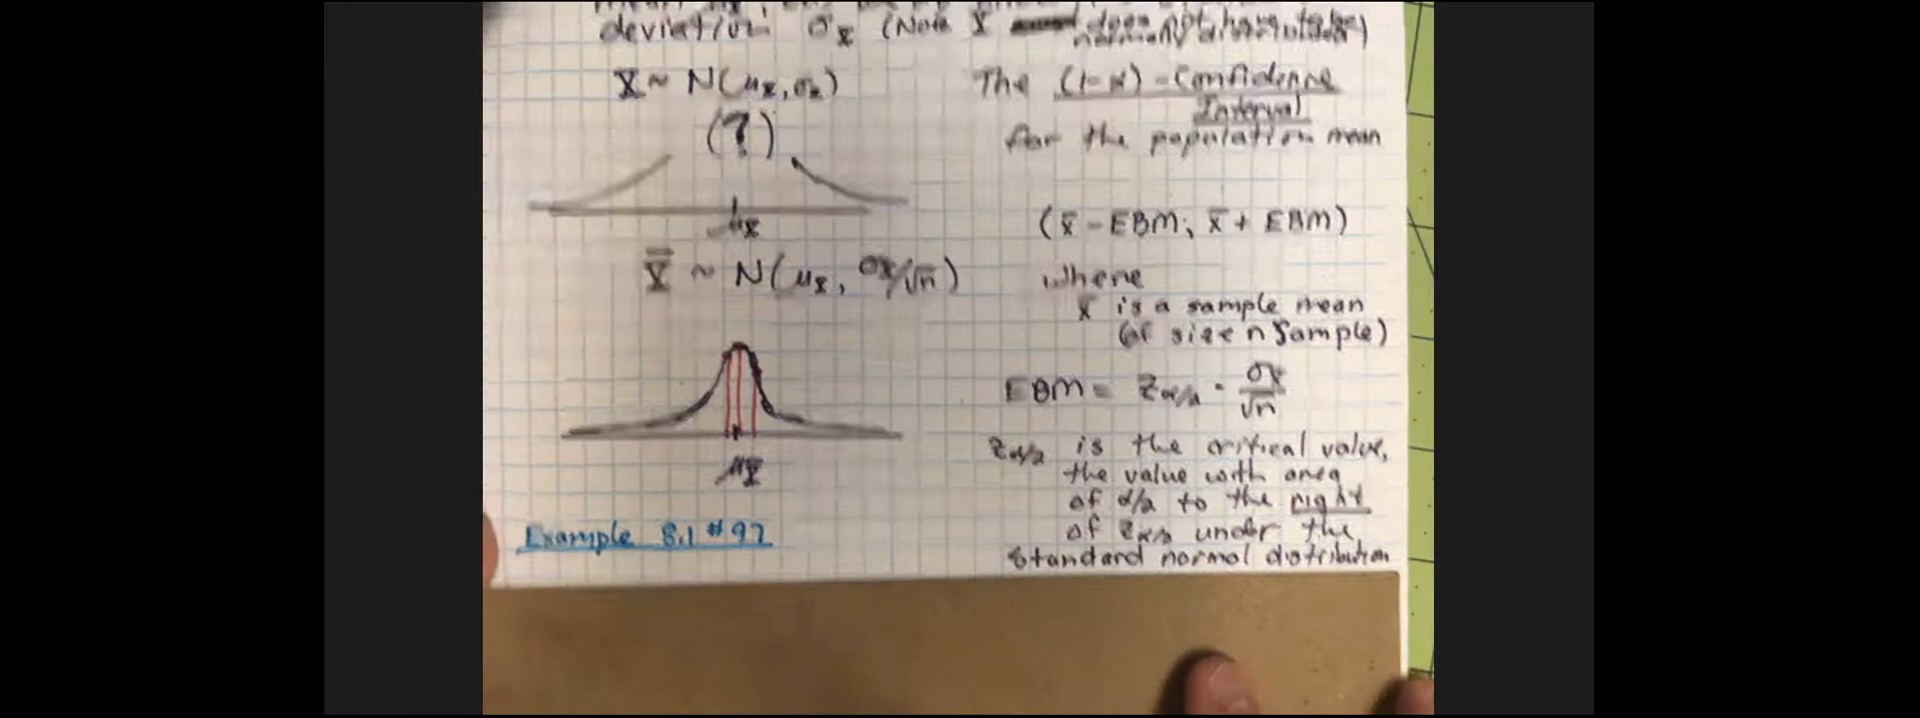 deviation σx (Note X does not have to be
normally distributed)
X ~ N(μx, σx)
(?)
μx
X̄ ~ N(μx, σx/√n)
μx
Example 8.1 #97
The (1-α) - Confidence
Interval
for the population mean
(x̄ - EBM; x̄ + EBM)
where
x̄ is a sample mean
(of size n Sample)
EBM = zα/2 · σx/√n
zα/2 is the critical value,
the value with area
of α/2 to the right
of zα/2 under the
Standard normal distribution